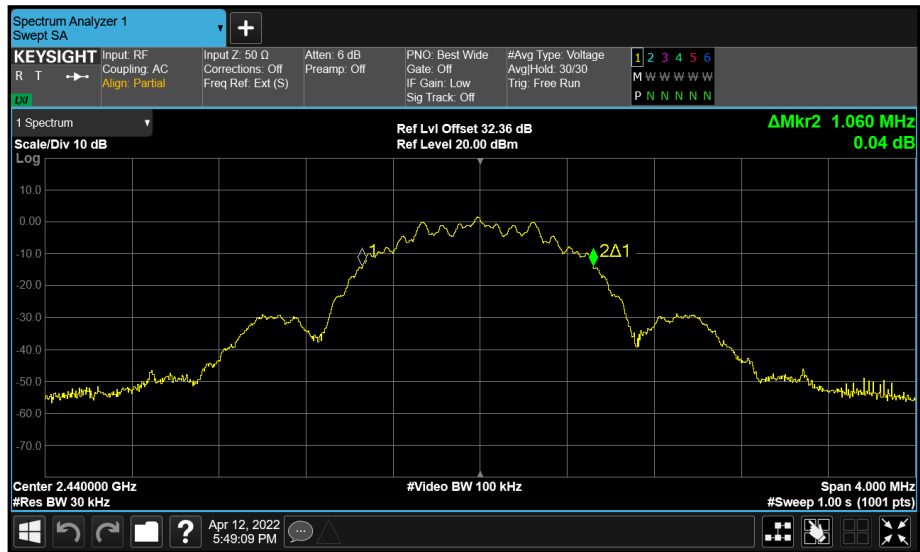 Spectrum Analyzer 1
Swept SA
+
KEYSIGHT
R T
LXI
Input: RF
Coupling: AC
Align: Partial
Input Z: 50 Ω
Corrections: Off
Freq Ref: Ext (S)
Atten: 6 dB
Preamp: Off
PNO: Best Wide
Gate: Off
IF Gain: Low
Sig Track: Off
#Avg Type: Voltage
Avg|Hold: 30/30
Trig: Free Run
1 2 3 4 5 6
M W W W W W
P N N N N N
1 Spectrum
Scale/Div 10 dB
Ref Lvl Offset 32.36 dB
Ref Level 20.00 dBm
ΔMkr2 1.060 MHz
0.04 dB
Log
10.0
0.00
-10.0
-20.0
-30.0
-40.0
-50.0
-60.0
-70.0
1
2Δ1
Center 2.440000 GHz
#Res BW 30 kHz
#Video BW 100 kHz
Span 4.000 MHz
#Sweep 1.00 s (1001 pts)
?
Apr 12, 2022
5:49:09 PM